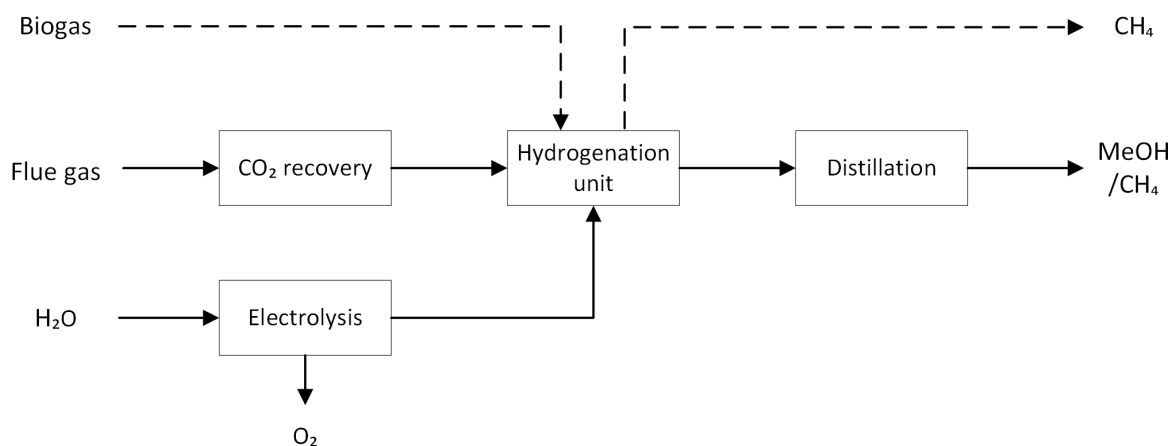 Biogas
CH₄
Flue gas
CO₂ recovery
Hydrogenation
unit
Distillation
MeOH
/CH₄
H₂O
Electrolysis
O₂